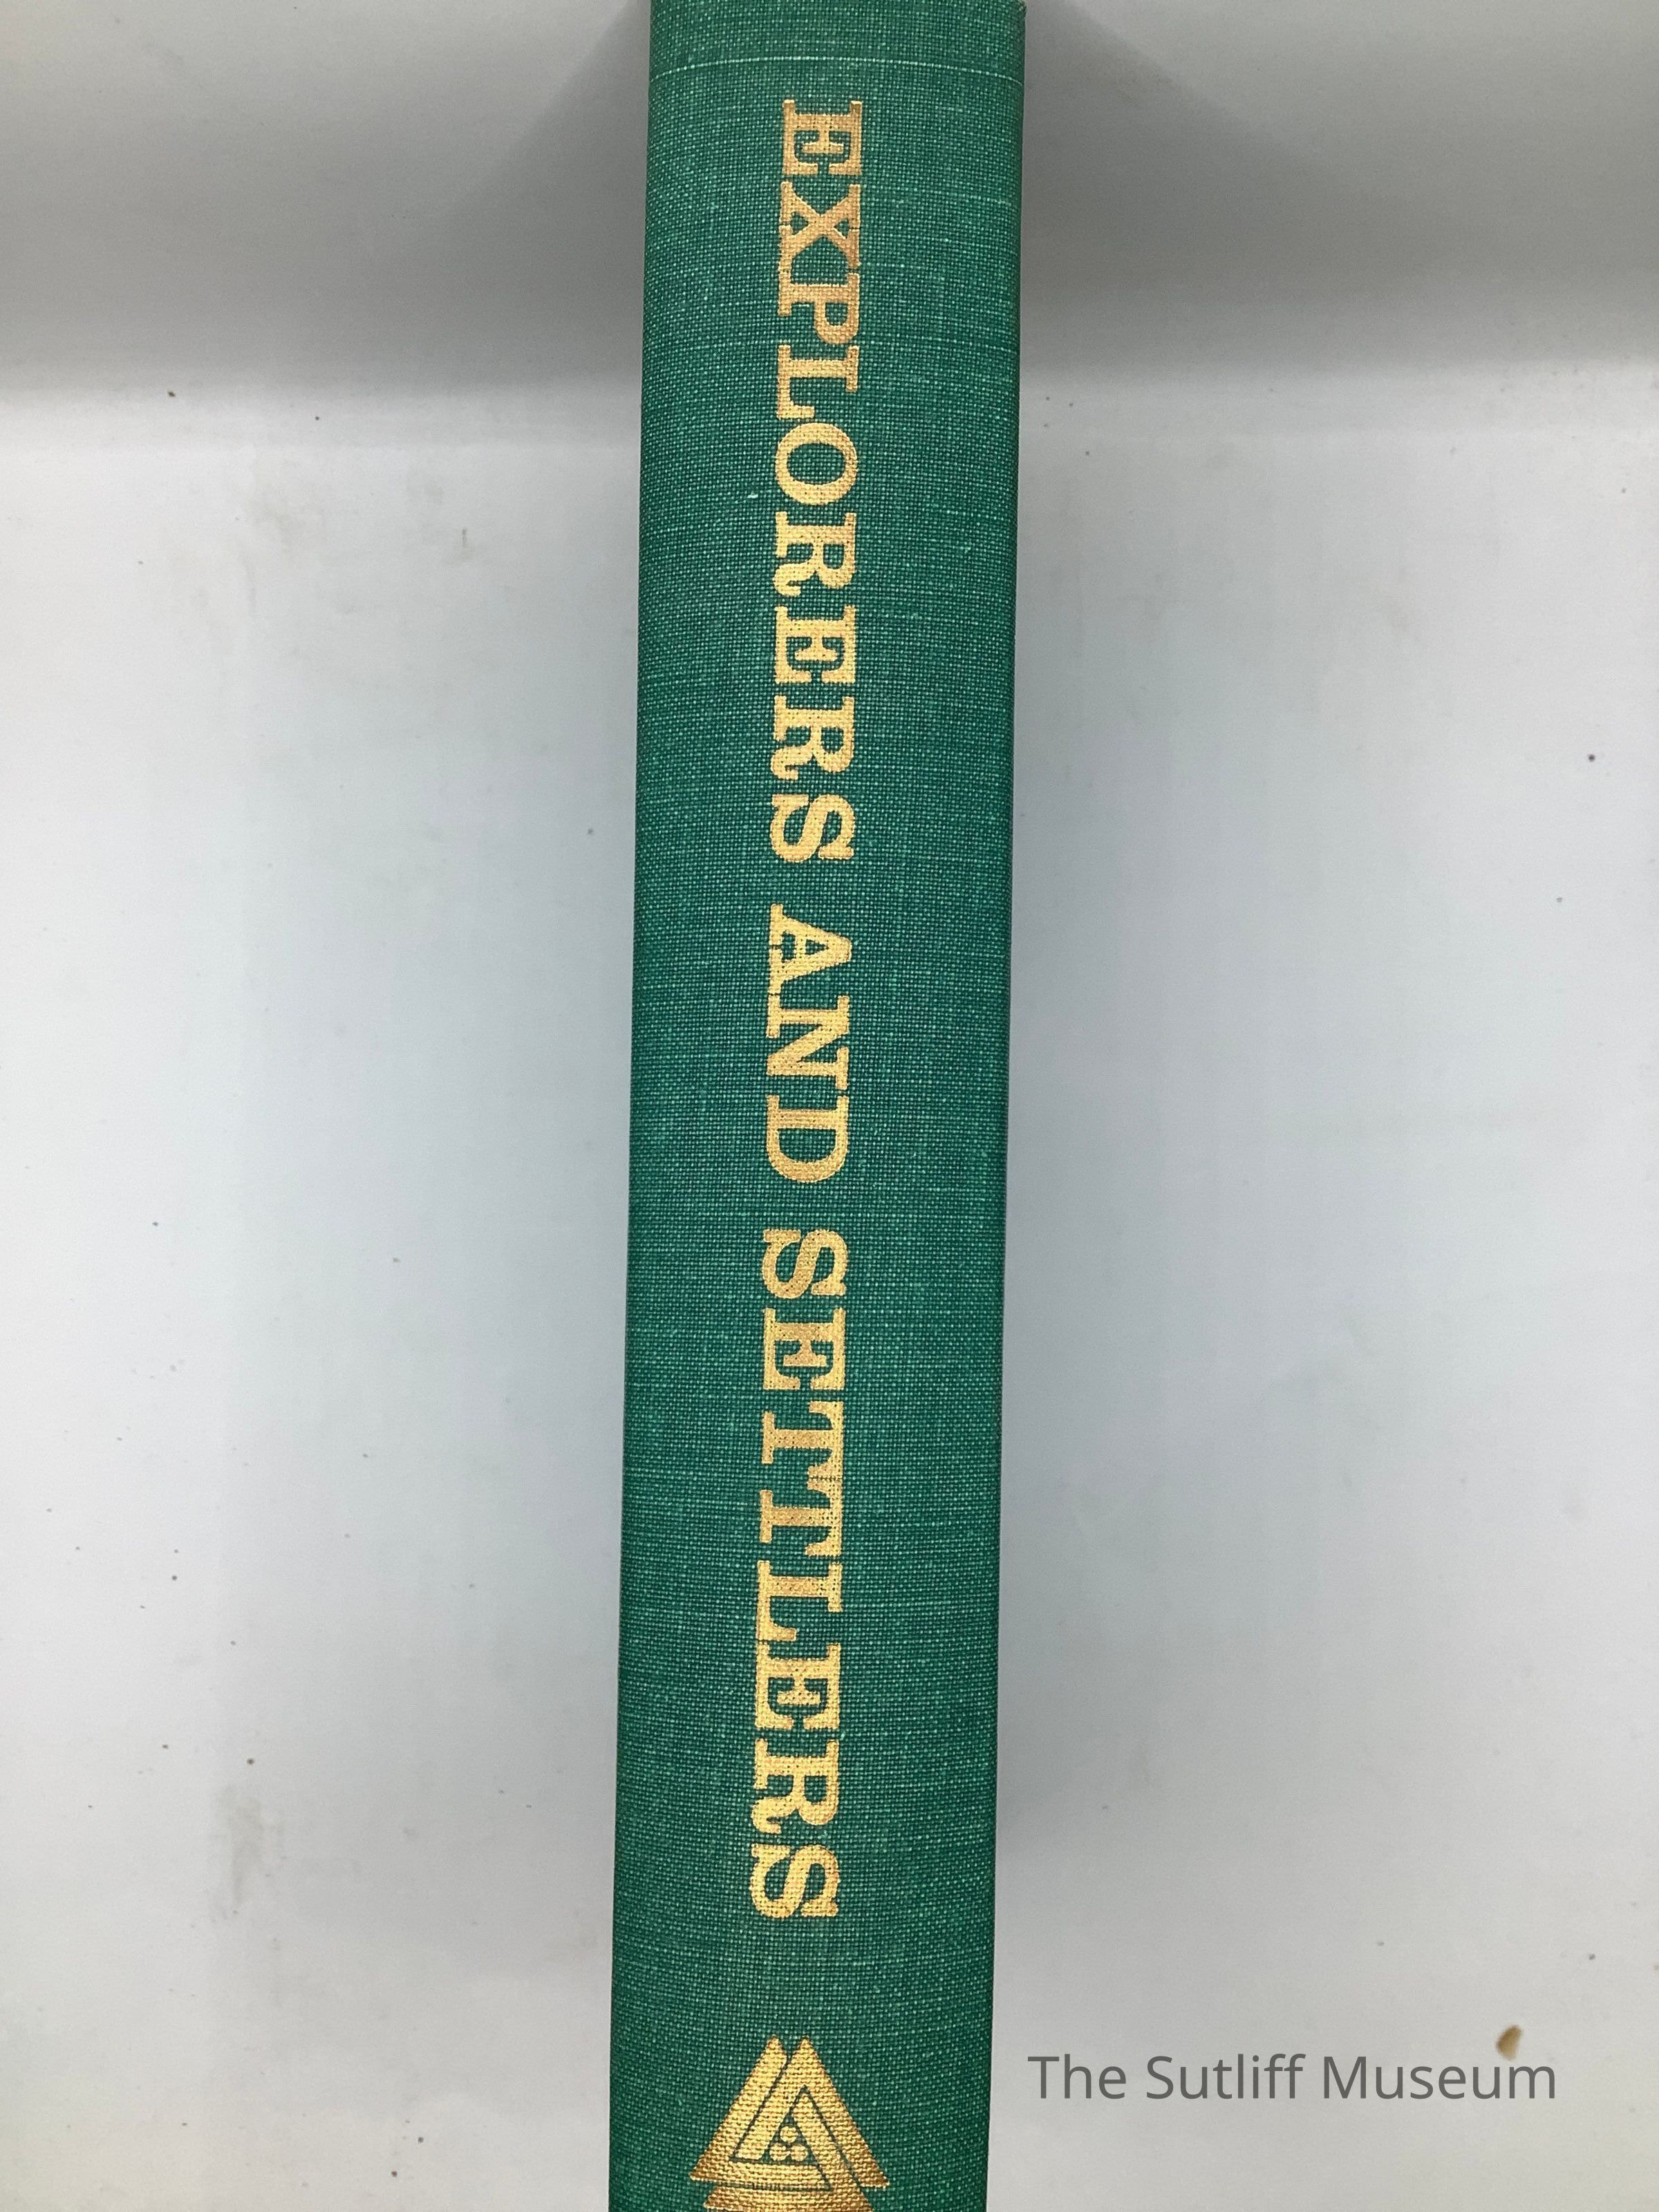 EXPLORERS AND SETTLERS
The Sutliff Museum